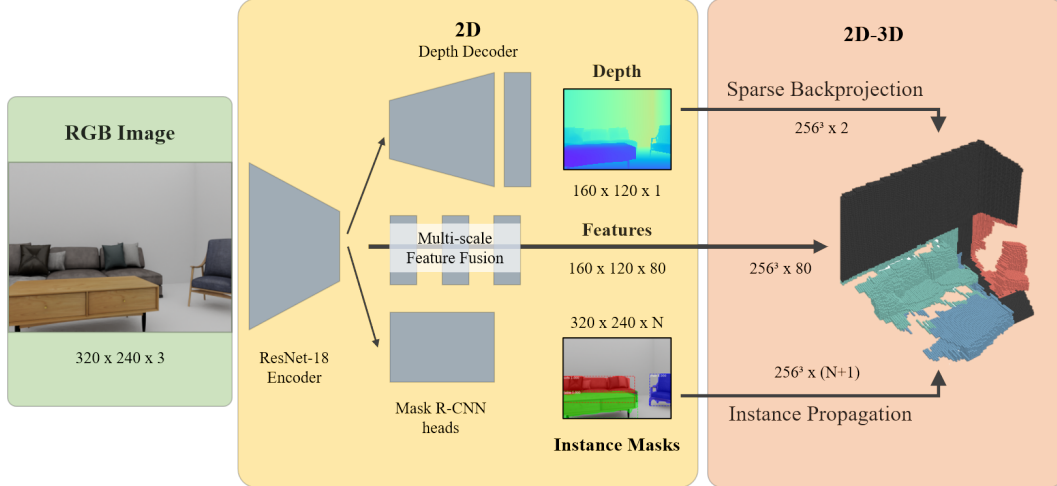 RGB Image
320 x 240 x 3
2D
Depth Decoder
ResNet-18
Encoder
Multi-scale
Feature Fusion
Mask R-CNN
heads
Depth
160 x 120 x 1
Features
160 x 120 x 80
320 x 240 x N
Instance Masks
2D-3D
Sparse Backprojection
256³ x 2
256³ x 80
256³ x (N+1)
Instance Propagation